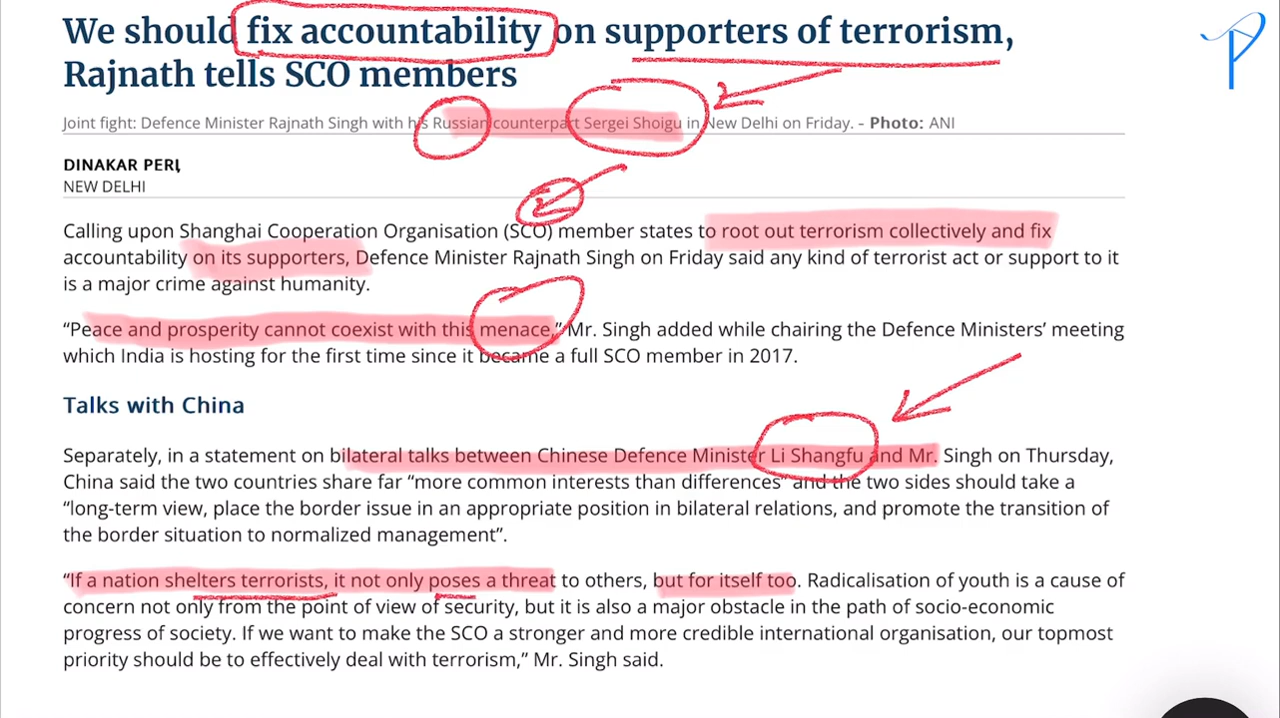 We should fix accountability on supporters of terrorism,
Rajnath tells SCO members
Joint fight: Defence Minister Rajnath Singh with his Russian counterpart Sergei Shoigu in New Delhi on Friday. - Photo: ANI
DINAKAR PERI,
NEW DELHI
Calling upon Shanghai Cooperation Organisation (SCO) member states to root out terrorism collectively and fix
accountability on its supporters, Defence Minister Rajnath Singh on Friday said any kind of terrorist act or support to it
is a major crime against humanity.
“Peace and prosperity cannot coexist with this menace,” Mr. Singh added while chairing the Defence Ministers’ meeting
which India is hosting for the first time since it became a full SCO member in 2017.
Talks with China
Separately, in a statement on bilateral talks between Chinese Defence Minister Li Shangfu and Mr. Singh on Thursday,
China said the two countries share far “more common interests than differences” and the two sides should take a
“long-term view, place the border issue in an appropriate position in bilateral relations, and promote the transition of
the border situation to normalized management”.
“If a nation shelters terrorists, it not only poses a threat to others, but for itself too. Radicalisation of youth is a cause of
concern not only from the point of view of security, but it is also a major obstacle in the path of socio-economic
progress of society. If we want to make the SCO a stronger and more credible international organisation, our topmost
priority should be to effectively deal with terrorism,” Mr. Singh said.